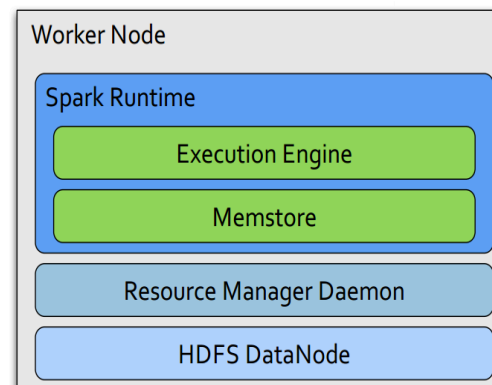 Worker Node
Spark Runtime
Execution Engine
Memstore
Resource Manager Daemon
HDFS DataNode